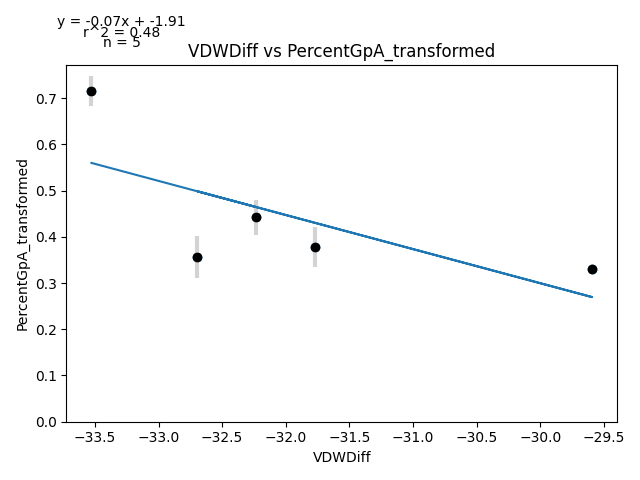 y = -0.07x + -1.91
r^2 = 0.48
n = 5
VDWDiff vs PercentGpA_transformed
PercentGpA_transformed
0.7
0.6
0.5
0.4
0.3
0.2
0.1
0.0
−33.5 −33.0 −32.5 −32.0 −31.5 −31.0 −30.5 −30.0 −29.5
VDWDiff